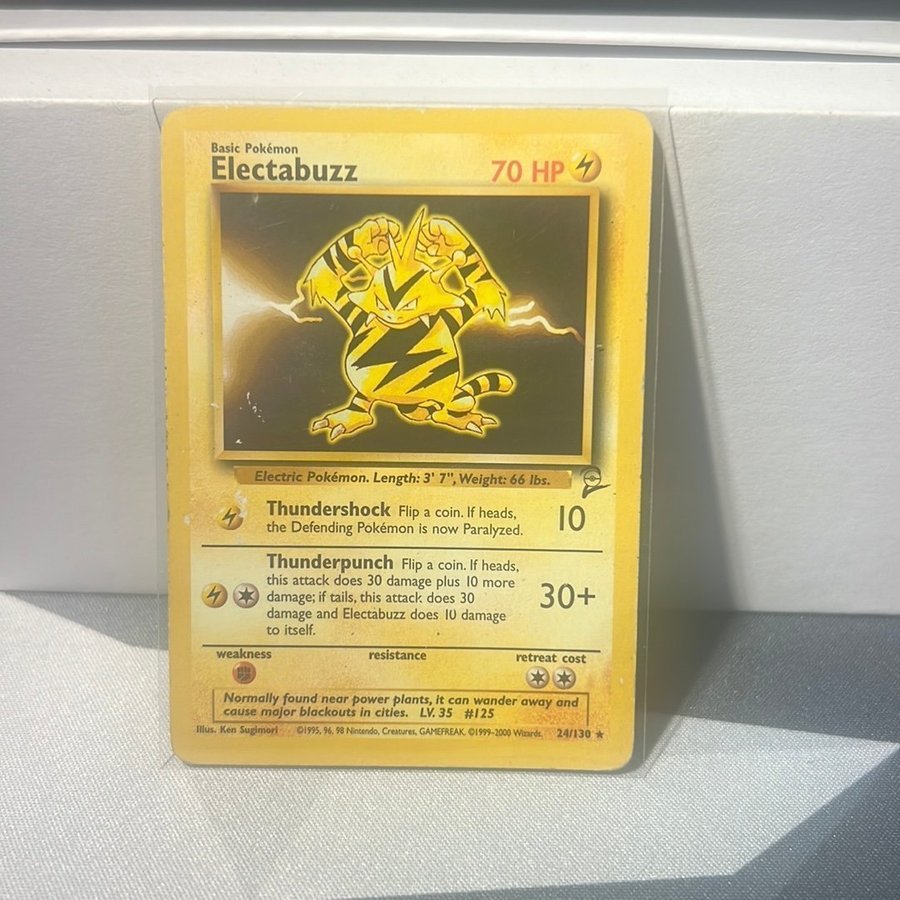 Basic Pokémon
Electabuzz 70 HP
Electric Pokémon. Length: 3' 7", Weight: 66 lbs.
Thundershock Flip a coin. If heads, 10
the Defending Pokémon is now Paralyzed.
Thunderpunch Flip a coin. If heads,
this attack does 30 damage plus 10 more
damage; if tails, this attack does 30 30+
damage and Electabuzz does 10 damage
to itself.
weakness resistance retreat cost
Normally found near power plants, it can wander away and
cause major blackouts in cities. LV. 35 #125
Illus. Ken Sugimori ©1995, 96, 98 Nintendo, Creatures, GAMEFREAK. ©1999-2000 Wizards. 24/130 ★